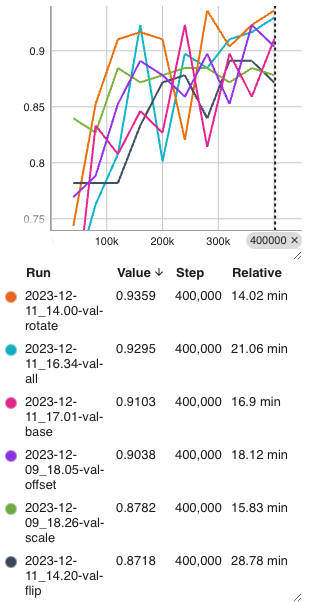 0.9
0.85
0.8
0.75
100k 200k 300k 400000 ✕
Run Value ↓ Step Relative
2023-12-
11_14.00-val-
rotate
0.9359 400,000 14.02 min
2023-12-
11_16.34-val-
all
0.9295 400,000 21.06 min
2023-12-
11_17.01-val-
base
0.9103 400,000 16.9 min
2023-12-
09_18.05-val-
offset
0.9038 400,000 18.12 min
2023-12-
09_18.26-val-
scale
0.8782 400,000 15.83 min
2023-12-
11_14.20-val-
flip
0.8718 400,000 28.78 min